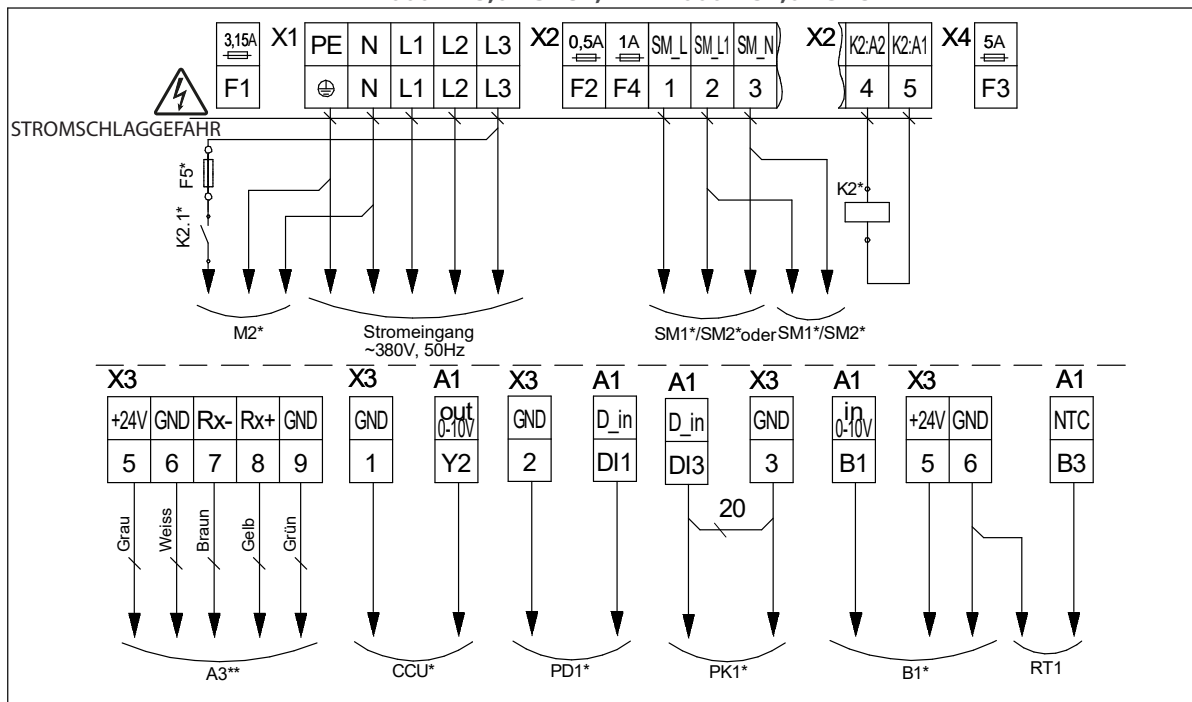 3,15A X1 PE N L1 L2 L3 X2 0,5A 1A SM_L SM_L1 SM_N X2 K2:A2 K2:A1 X4 5A
F1 N L1 L2 L3 F2 F4 1 2 3 4 5 F3
STROMSCHLAGGEFAHR
F5*
K2.1*
K2*
M2* Stromeingang SM1*/SM2* oder SM1*/SM2*
~380V, 50Hz
X3 X3 A1 X3 A1 A1 X3 A1 X3 A1
+24V GND Rx- Rx+ GND GND out 0-10V GND D_in D_in GND in 0-10V +24V GND NTC
5 6 7 8 9 1 Y2 2 DI1 DI3 3 B1 5 6 B3
20
Grau Weiss Braun Gelb Grün
A3** CCU* PD1* PK1* B1* RT1